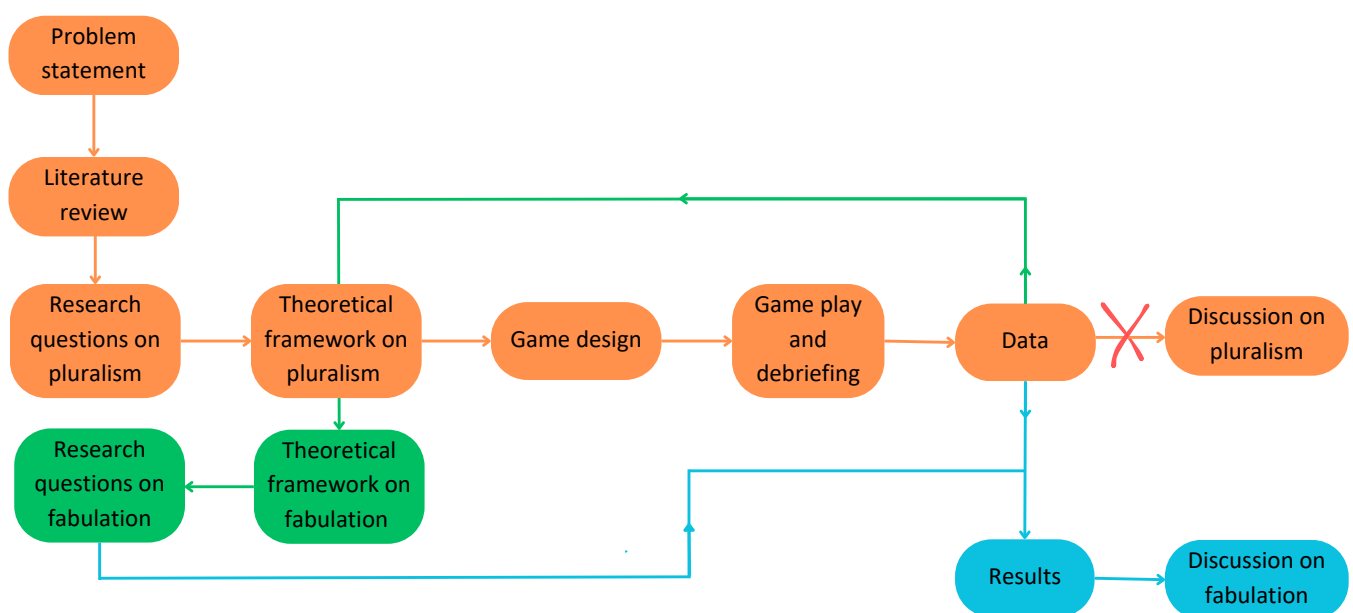 Problem
statement
Literature
review
Research
questions on
pluralism
Theoretical
framework on
pluralism
Game design
Game play
and
debriefing
Data
Discussion on
pluralism
Research
questions on
fabulation
Theoretical
framework on
fabulation
Results
Discussion on
fabulation